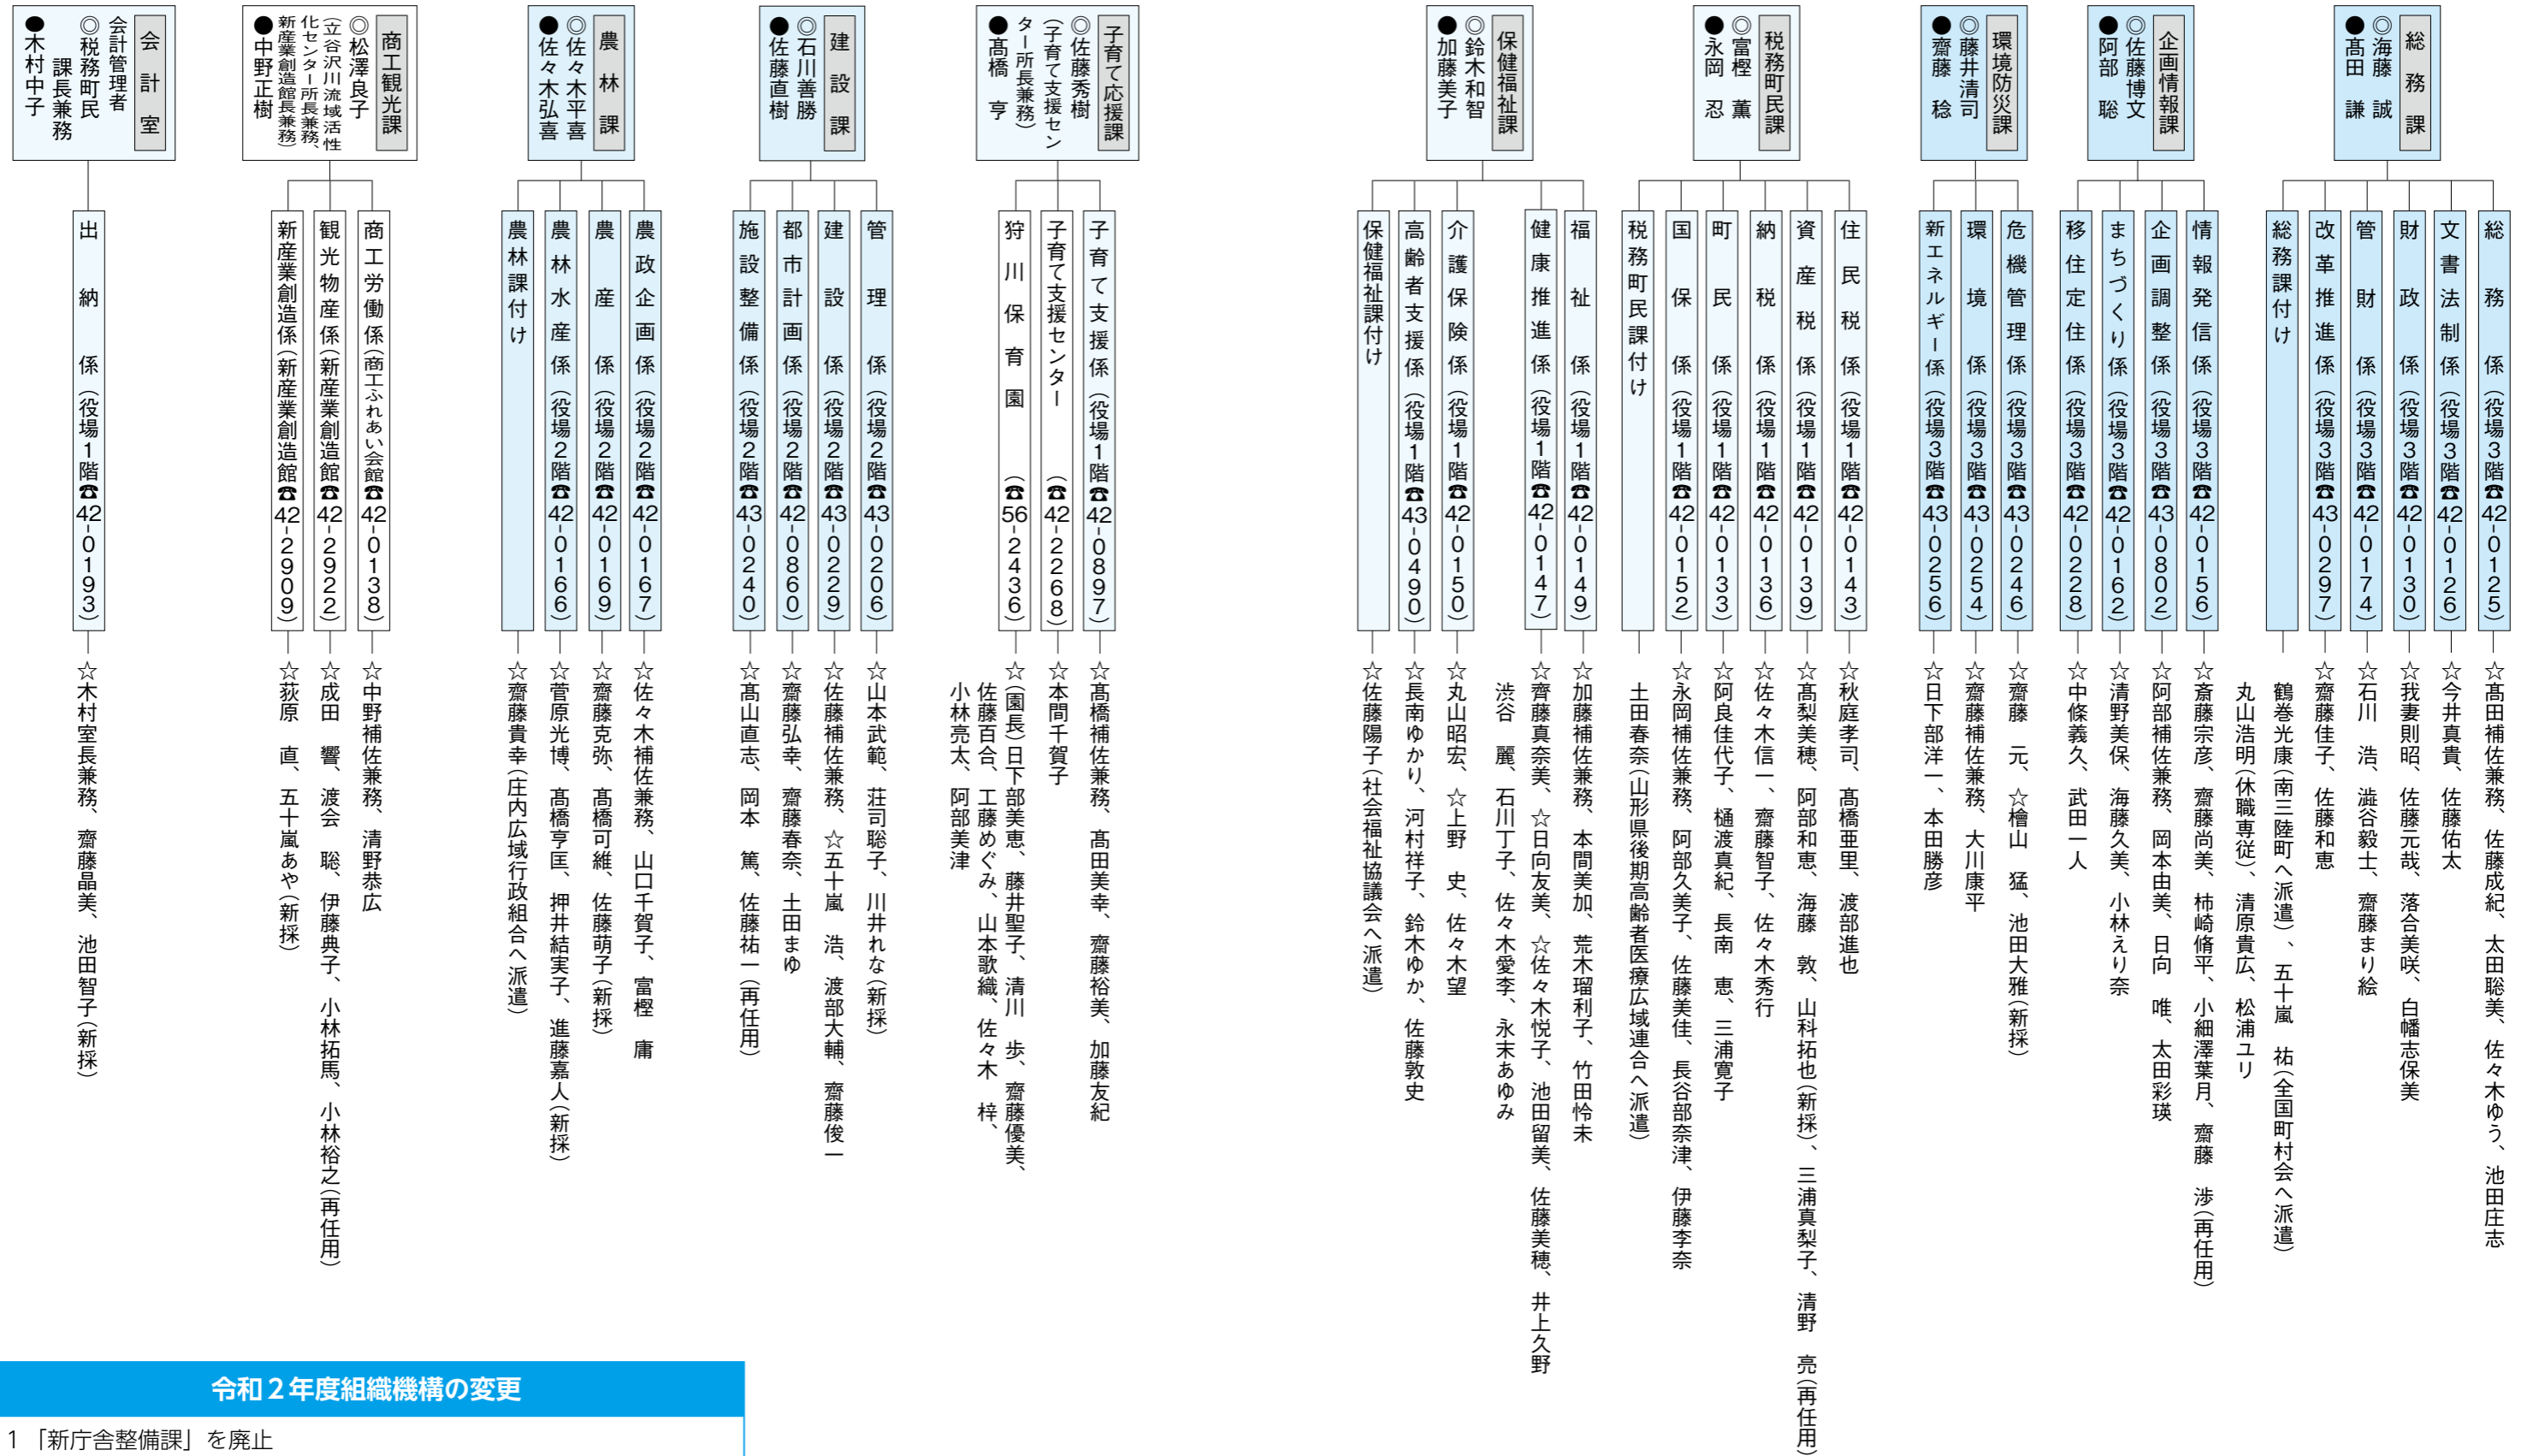 総務課
◎海藤　誠
●髙田　謙
総務係（役場3階☎42-0125）
☆髙田補佐兼務、佐藤成紀、太田聡美、佐々木ゆう、池田庄志
文書法制係（役場3階☎42-0126）
☆今井真貴、佐藤佑太
財政係（役場3階☎42-0130）
☆我妻則昭、佐藤元哉、落合美咲、白幡志保美
管財係（役場3階☎42-0174）
☆石川　浩、澁谷毅士、齋藤まり絵
改革推進係（役場3階☎43-0297）
☆齋藤佳子、佐藤和恵
総務課付け
鶴巻光康（南三陸町へ派遣）、五十嵐　祐（全国町村会へ派遣）
丸山浩明（休職専従）、清原貴広、松浦ユリ
企画情報課
◎佐藤博文
●阿部　聡
情報発信係（役場3階☎42-0156）
☆斎藤宗彦、齋藤尚美、柿崎脩平、小細澤葉月、齋藤　渉（再任用）
企画調整係（役場3階☎43-0802）
☆阿部補佐兼務、岡本由美、日向　唯、太田彩瑛
まちづくり係（役場3階☎42-0162）
☆清野美保、海藤久美、小林えり奈
移住定住係（役場3階☎42-0228）
☆中條義久、武田一人
環境防災課
◎藤井清司
●齋藤　稔
危機管理係（役場3階☎43-0246）
☆齋藤　元、☆檜山　猛、池田大雅（新採）
環境係（役場3階☎43-0254）
☆齋藤補佐兼務、大川康平
新エネルギー係（役場3階☎43-0256）
☆日下部洋一、本田勝彦
税務町民課
◎富樫　薫
●永岡　忍
住民税係（役場1階☎42-0143）
☆秋庭孝司、髙橋亜里、渡部進也
資産税係（役場1階☎42-0139）
☆髙梨美穂、阿部和恵、海藤　敦、山科拓也（新採）、三浦真梨子、清野　亮（再任用）
納税係（役場1階☎42-0136）
☆佐々木信一、齋藤智子、佐々木秀行
町民係（役場1階☎42-0133）
☆阿良佳代子、樋渡真紀、長南　恵、三浦寛子
国保係（役場1階☎42-0152）
☆永岡補佐兼務、阿部久美子、佐藤美佳、長谷部奈津、伊藤李奈
税務町民課付け
土田春奈（山形県後期高齢者医療広域連合へ派遣）
保健福祉課
◎鈴木和智
●加藤美子
福祉係（役場1階☎42-0149）
☆加藤補佐兼務、本間美加、荒木瑠利子、竹田怜未
健康推進係（役場1階☎42-0147）
☆齊藤真奈美、☆日向友美、☆佐々木悦子、池田留美、佐藤美穂、井上久野
渋谷　麗、石川丁子、佐々木愛李、永末あゆみ
介護保険係（役場1階☎42-0150）
☆丸山昭宏、☆上野　史、佐々木望
高齢者支援係（役場1階☎43-0490）
☆長南ゆかり、河村祥子、鈴木ゆか、佐藤敦史
保健福祉課付け
☆佐藤陽子（社会福祉協議会へ派遣）
子育て応援課
◎佐藤秀樹
（子育て支援セン
ター所長兼務）
●髙橋　亨
子育て支援係（役場1階☎42-0897）
☆髙橋補佐兼務、髙田美幸、齋藤裕美、加藤友紀
子育て支援センター（☎42-2268）
☆本間千賀子
狩川保育園（☎56-2436）
☆（園長）日下部美恵、藤井聖子、清川　歩、齋藤優美、
佐藤百合、工藤めぐみ、山本歌織、佐々木　梓、
小林亮太、阿部美津
建設課
◎石川善勝
●佐藤直樹
管理係（役場2階☎43-0206）
☆山本武範、荘司聡子、川井れな（新採）
建設係（役場2階☎43-0229）
☆佐藤補佐兼務、☆五十嵐　浩、渡部大輔、齋藤俊一
都市計画係（役場2階☎42-0860）
☆齋藤弘幸、齋藤春奈、土田まゆ
施設整備係（役場2階☎43-0240）
☆髙山直志、岡本　篤、佐藤祐一（再任用）
農林課
◎佐々木平喜
●佐々木弘喜
農政企画係（役場2階☎42-0167）
☆佐々木補佐兼務、山口千賀子、富樫　庸
農産係（役場2階☎42-0169）
☆齋藤克弥、髙橋可維、佐藤萌子（新採）
農林水産係（役場2階☎42-0166）
☆菅原光博、髙橋亨匡、押井結実子、進藤嘉人（新採）
農林課付け
☆齋藤貴幸（庄内広域行政組合へ派遣）
商工観光課
◎松澤良子
（立谷沢川流域活性
化センター所長兼務、
新産業創造館長兼務）
●中野正樹
商工労働係（商工ふれあい会館☎42-0138）
☆中野補佐兼務、清野恭広
観光物産係（新産業創造館☎42-2922）
☆成田　響、渡会　聡、伊藤典子、小林拓馬、小林裕之（再任用）
新産業創造係（新産業創造館☎42-2909）
☆荻原　直、五十嵐あや（新採）
会計室
会計管理者
◎税務町民
課長兼務
●木村中子
出納係（役場1階☎42-0193）
☆木村室長兼務、齋藤晶美、池田智子（新採）
令和２年度組織機構の変更
1 「新庁舎整備課」を廃止